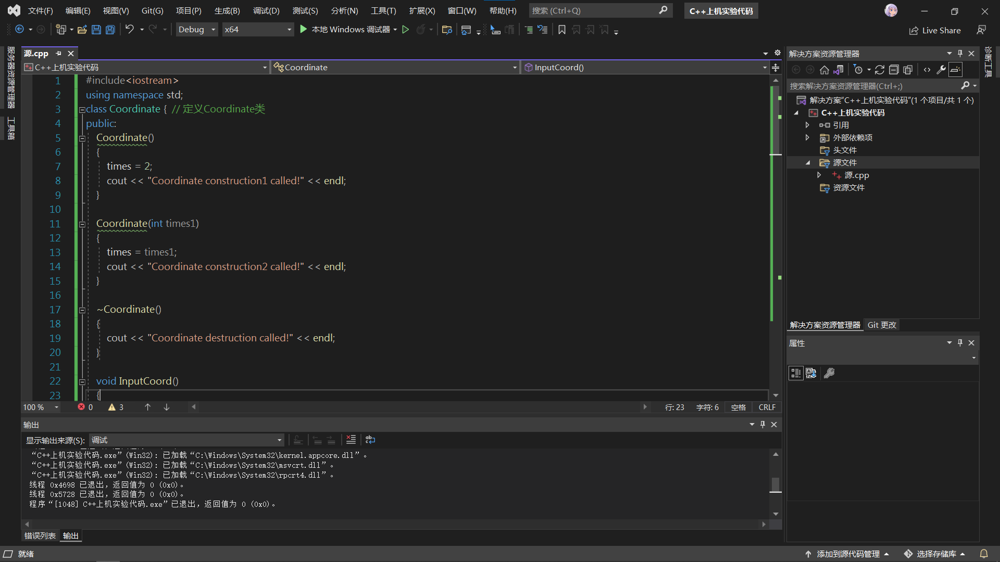 文件(F) 编辑(E) 视图(V) Git(G) 项目(P) 生成(B) 调试(D) 测试(S) 分析(N) 工具(T) 扩展(X) 窗口(W) 帮助(H) 搜索 (Ctrl+Q) C++上机实验代码
Debug x64 本地 Windows 调试器 Live Share
服务器资源管理器
工具箱
源.cpp
C++上机实验代码 Coordinate InputCoord()
1 #include<iostream>
2 using namespace std;
3 class Coordinate { // 定义Coordinate类
4 public:
5 Coordinate()
6 {
7 times = 2;
8 cout << "Coordinate construction1 called!" << endl;
9 }
10
11 Coordinate(int times1)
12 {
13 times = times1;
14 cout << "Coordinate construction2 called!" << endl;
15 }
16
17 ~Coordinate()
18 {
19 cout << "Coordinate destruction called!" << endl;
20 }
21
22 void InputCoord()
23 {
100 % 0 3 行: 23 字符: 6 空格 CRLF
输出
显示输出来源(S): 调试
“C++上机实验代码.exe”(Win32): 已加载“C:\Windows\System32\kernel.appcore.dll”。
“C++上机实验代码.exe”(Win32): 已加载“C:\Windows\System32\msvcrt.dll”。
“C++上机实验代码.exe”(Win32): 已加载“C:\Windows\System32\rpcrt4.dll”。
线程 0x4698 已退出，返回值为 0 (0x0)。
线程 0x5728 已退出，返回值为 0 (0x0)。
程序“[1048] C++上机实验代码.exe”已退出，返回值为 0 (0x0)。
错误列表 输出
解决方案资源管理器
搜索解决方案资源管理器(Ctrl+;)
解决方案"C++上机实验代码"(1 个项目/共 1 个)
C++上机实验代码
引用
外部依赖项
头文件
源文件
源.cpp
资源文件
解决方案资源管理器 Git 更改
属性
诊断工具
就绪 添加到源代码管理 选择存储库